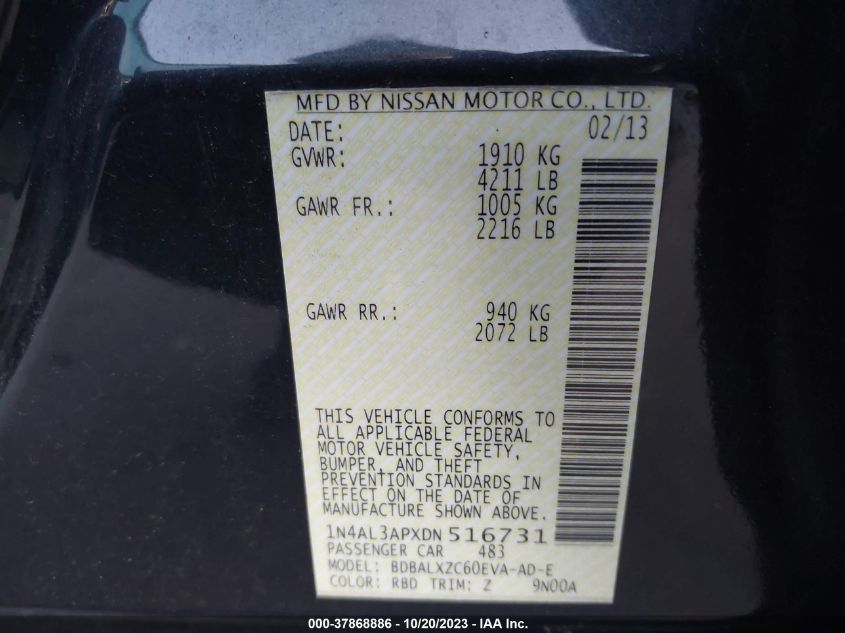 MFD BY NISSAN MOTOR CO., LTD.
DATE: 02/13
GVWR: 1910 KG
4211 LB
GAWR FR.: 1005 KG
2216 LB
GAWR RR.: 940 KG
2072 LB
THIS VEHICLE CONFORMS TO
ALL APPLICABLE FEDERAL
MOTOR VEHICLE SAFETY,
BUMPER, AND THEFT
PREVENTION STANDARDS IN
EFFECT ON THE DATE OF
MANUFACTURE SHOWN ABOVE.
1N4AL3APXDN516731
PASSENGER CAR 483
MODEL: BDBALXZC60EVA-AD-E
COLOR: RBD TRIM: Z 9N00A
000-37868886 - 10/20/2023 - IAA Inc.